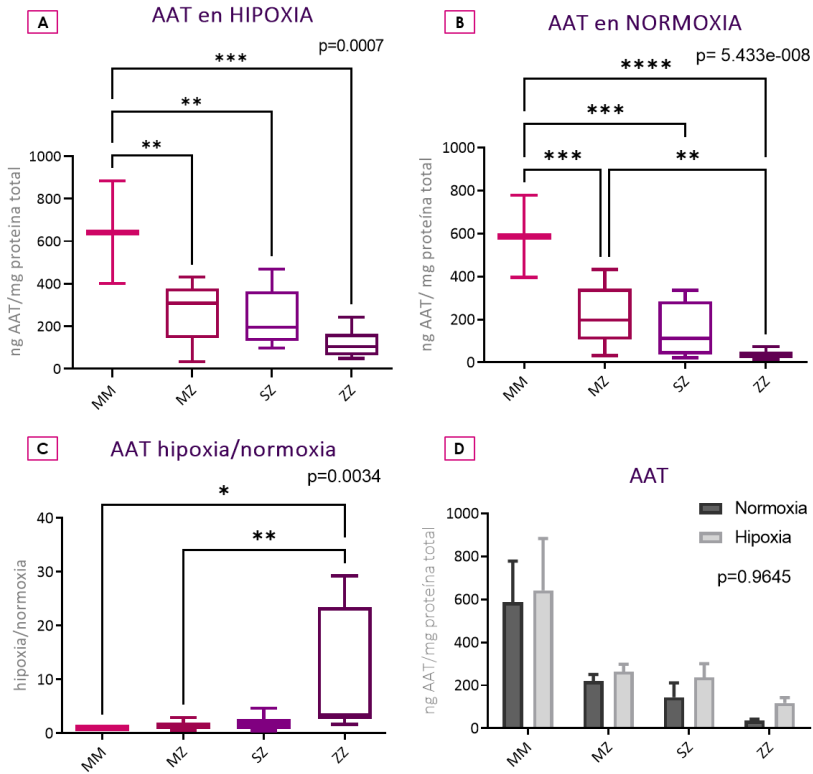 A
AAT en HIPOXIA
p=0.0007
***
**
**
ng AAT/ mg proteína total
1000
800
600
400
200
0
MM
MZ
SZ
ZZ
B
AAT en NORMOXIA
p= 5.433e-008
****
***
***
**
ng AAT/ mg proteína total
1000
800
600
400
200
0
MM
MZ
SZ
ZZ
C
AAT hipoxia/normoxia
p=0.0034
*
**
hipoxia/normoxia
40
30
20
10
0
MM
MZ
SZ
ZZ
D
AAT
Normoxia
Hipoxia
p=0.9645
ng AAT/mg proteína total
1000
800
600
400
200
0
MM
MZ
SZ
ZZ